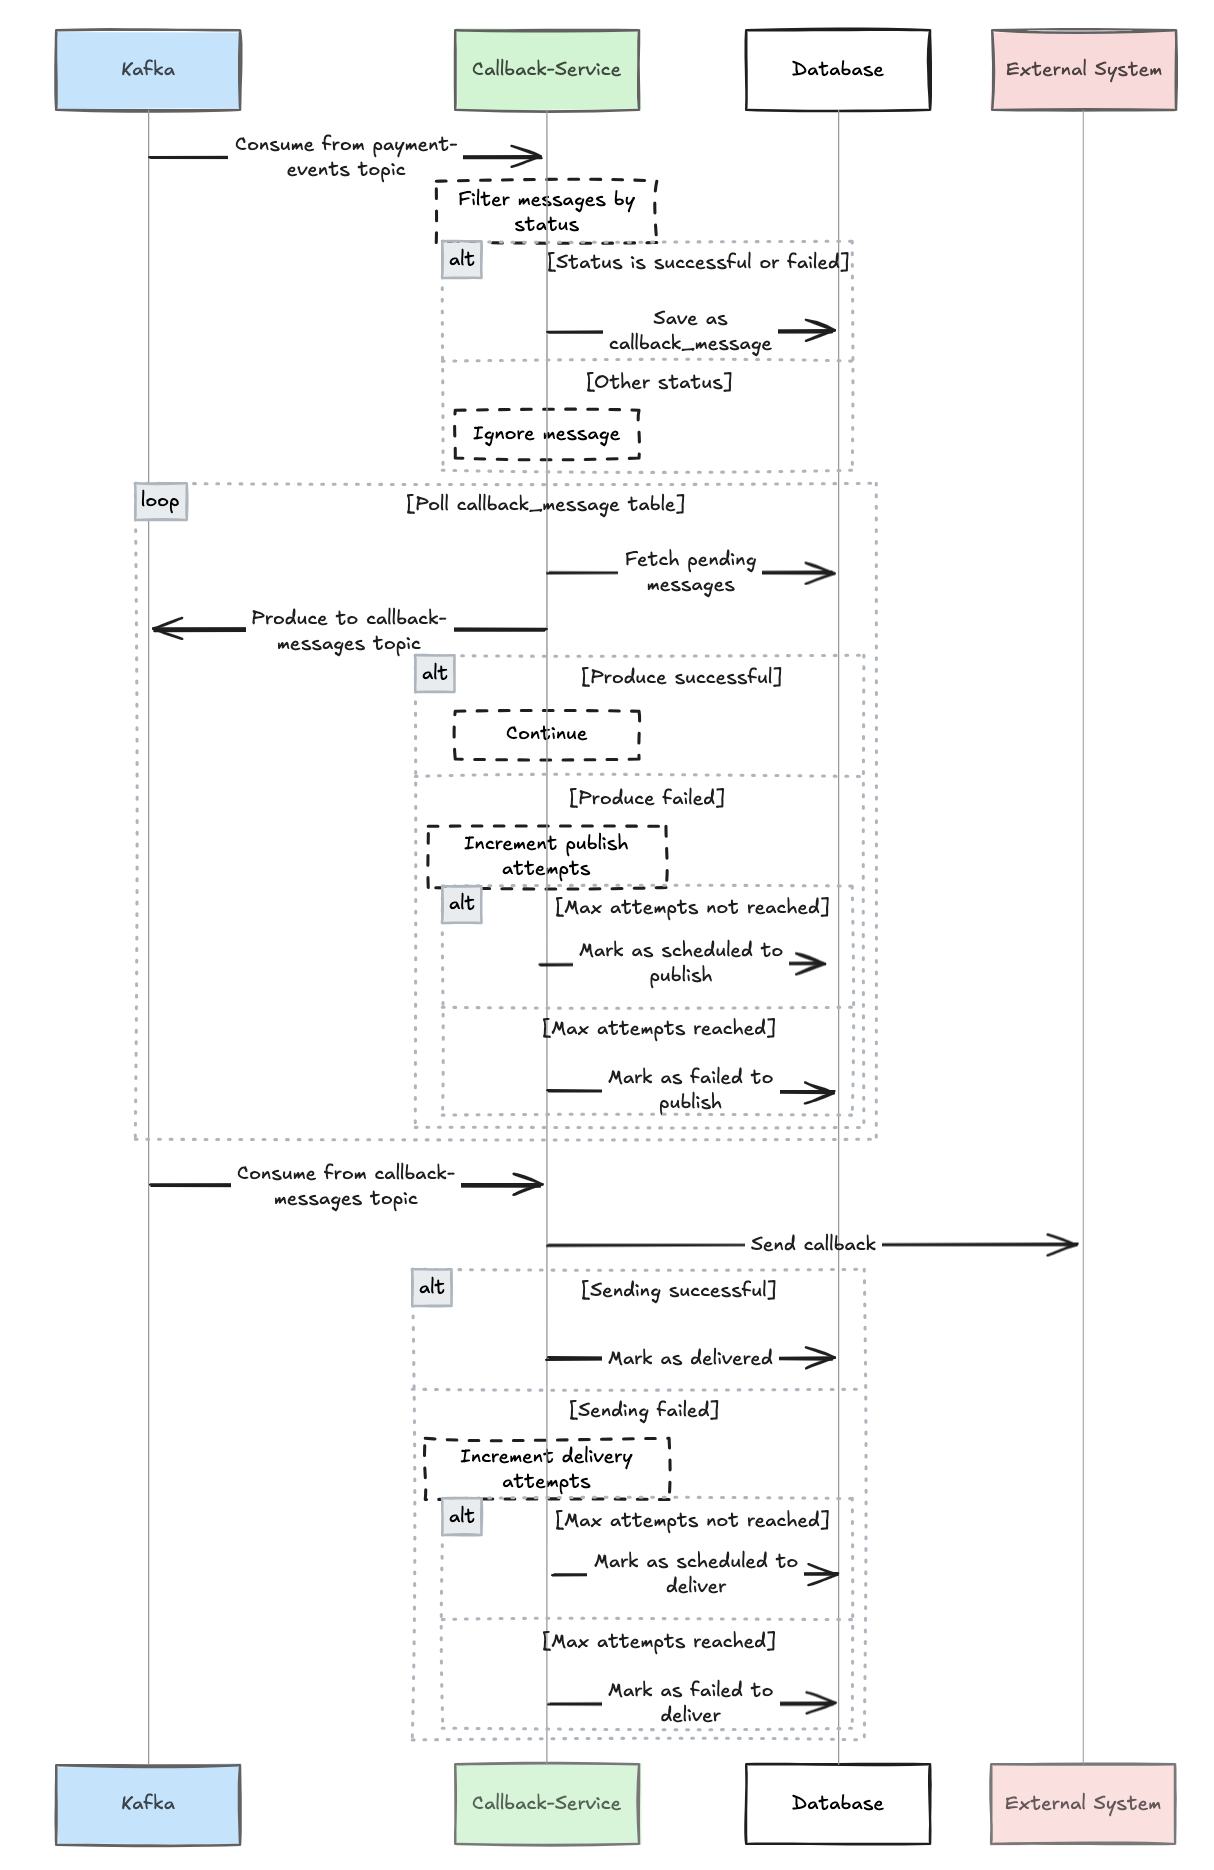 Kafka
Callback-Service
Database
External System
Consume from payment-
events topic
Filter messages by
status
alt
[Status is successful or failed]
Save as
callback_message
[Other status]
Ignore message
loop
[Poll callback_message table]
Fetch pending
messages
Produce to callback-
messages topic
alt
[Produce successful]
Continue
[Produce failed]
Increment publish
attempts
alt
[Max attempts not reached]
Mark as scheduled to
publish
[Max attempts reached]
Mark as failed to
publish
Consume from callback-
messages topic
Send callback
alt
[Sending successful]
Mark as delivered
[Sending failed]
Increment delivery
attempts
alt
[Max attempts not reached]
Mark as scheduled to
deliver
[Max attempts reached]
Mark as failed to
deliver
Kafka
Callback-Service
Database
External System